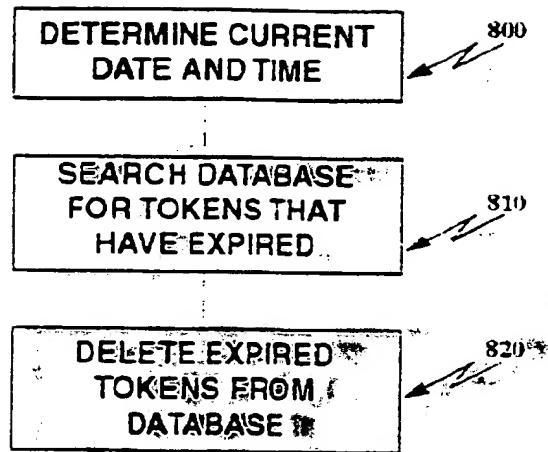 DETERMINE CURRENT
DATE AND TIME
800
SEARCH DATABASE
FOR TOKENS THAT
HAVE EXPIRED
810
DELETE EXPIRED
TOKENS FROM
DATABASE
820